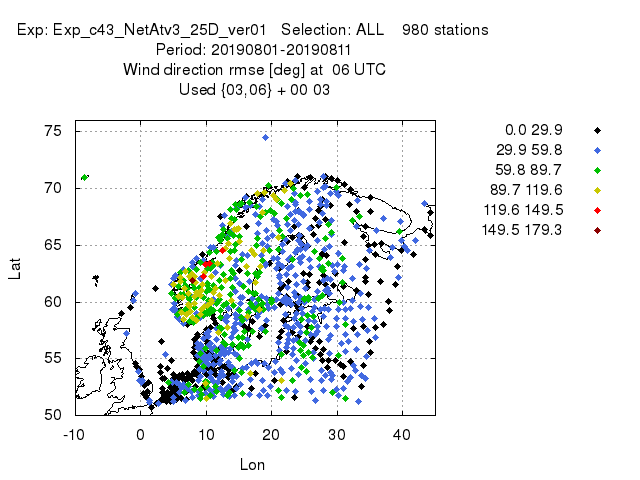 Exp: Exp_c43_NetAtv3_25D_ver01   Selection: ALL    980 stations
Period: 20190801-20190811
Wind direction rmse [deg] at  06 UTC
Used {03,06} + 00 03
0.0 29.9
29.9 59.8
59.8 89.7
89.7 119.6
119.6 149.5
149.5 179.3
75
70
65
60
55
50
Lat
-10 0 10 20 30 40
Lon